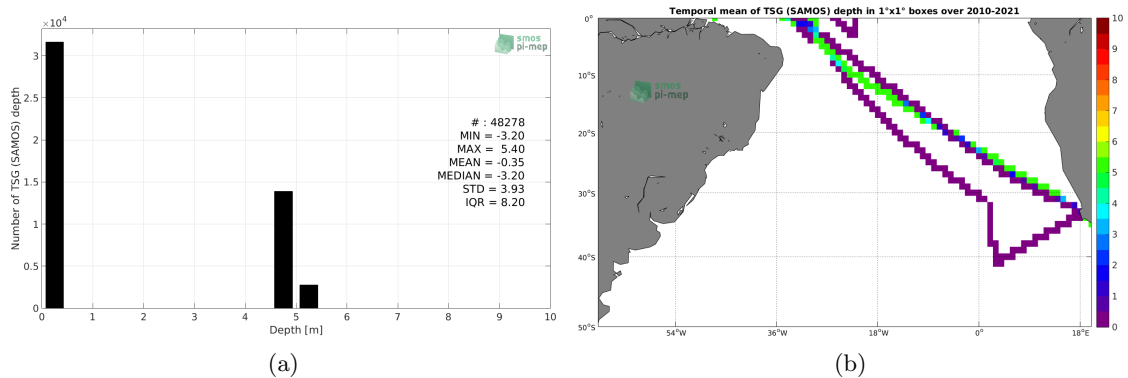 ×10⁴
3
2.5
2
1.5
1
0.5
0
Number of TSG (SAMOS) depth
smos
pi-mep
# : 48278
MIN = -3.20
MAX = 5.40
MEAN = -0.35
MEDIAN = -3.20
STD = 3.93
IQR = 8.20
0 1 2 3 4 5 6 7 8 9 10
Depth [m]
(a)
Temporal mean of TSG (SAMOS) depth in 1°x1° boxes over 2010-2021
0°
10°S
20°S
30°S
40°S
50°S
smos
pi-mep
54°W 36°W 18°W 0° 18°E
10
9
8
7
6
5
4
3
2
1
0
(b)